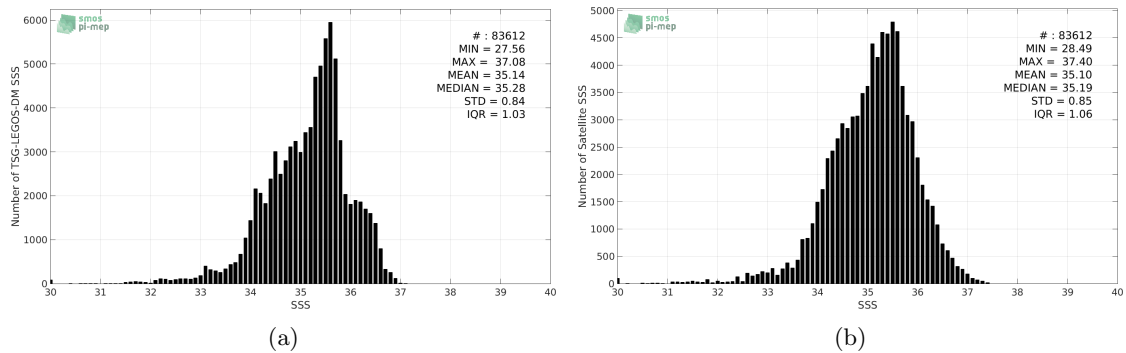 smos
pi-mep
# : 83612
MIN = 27.56
MAX = 37.08
MEAN = 35.14
MEDIAN = 35.28
STD = 0.84
IQR = 1.03
Number of TSG-LEGOS-DM SSS
6000
5000
4000
3000
2000
1000
0
30 31 32 33 34 35 36 37 38 39 40
SSS
(a)
smos
pi-mep
# : 83612
MIN = 28.49
MAX = 37.40
MEAN = 35.10
MEDIAN = 35.19
STD = 0.85
IQR = 1.06
Number of Satellite SSS
5000
4500
4000
3500
3000
2500
2000
1500
1000
500
0
30 31 32 33 34 35 36 37 38 39 40
SSS
(b)